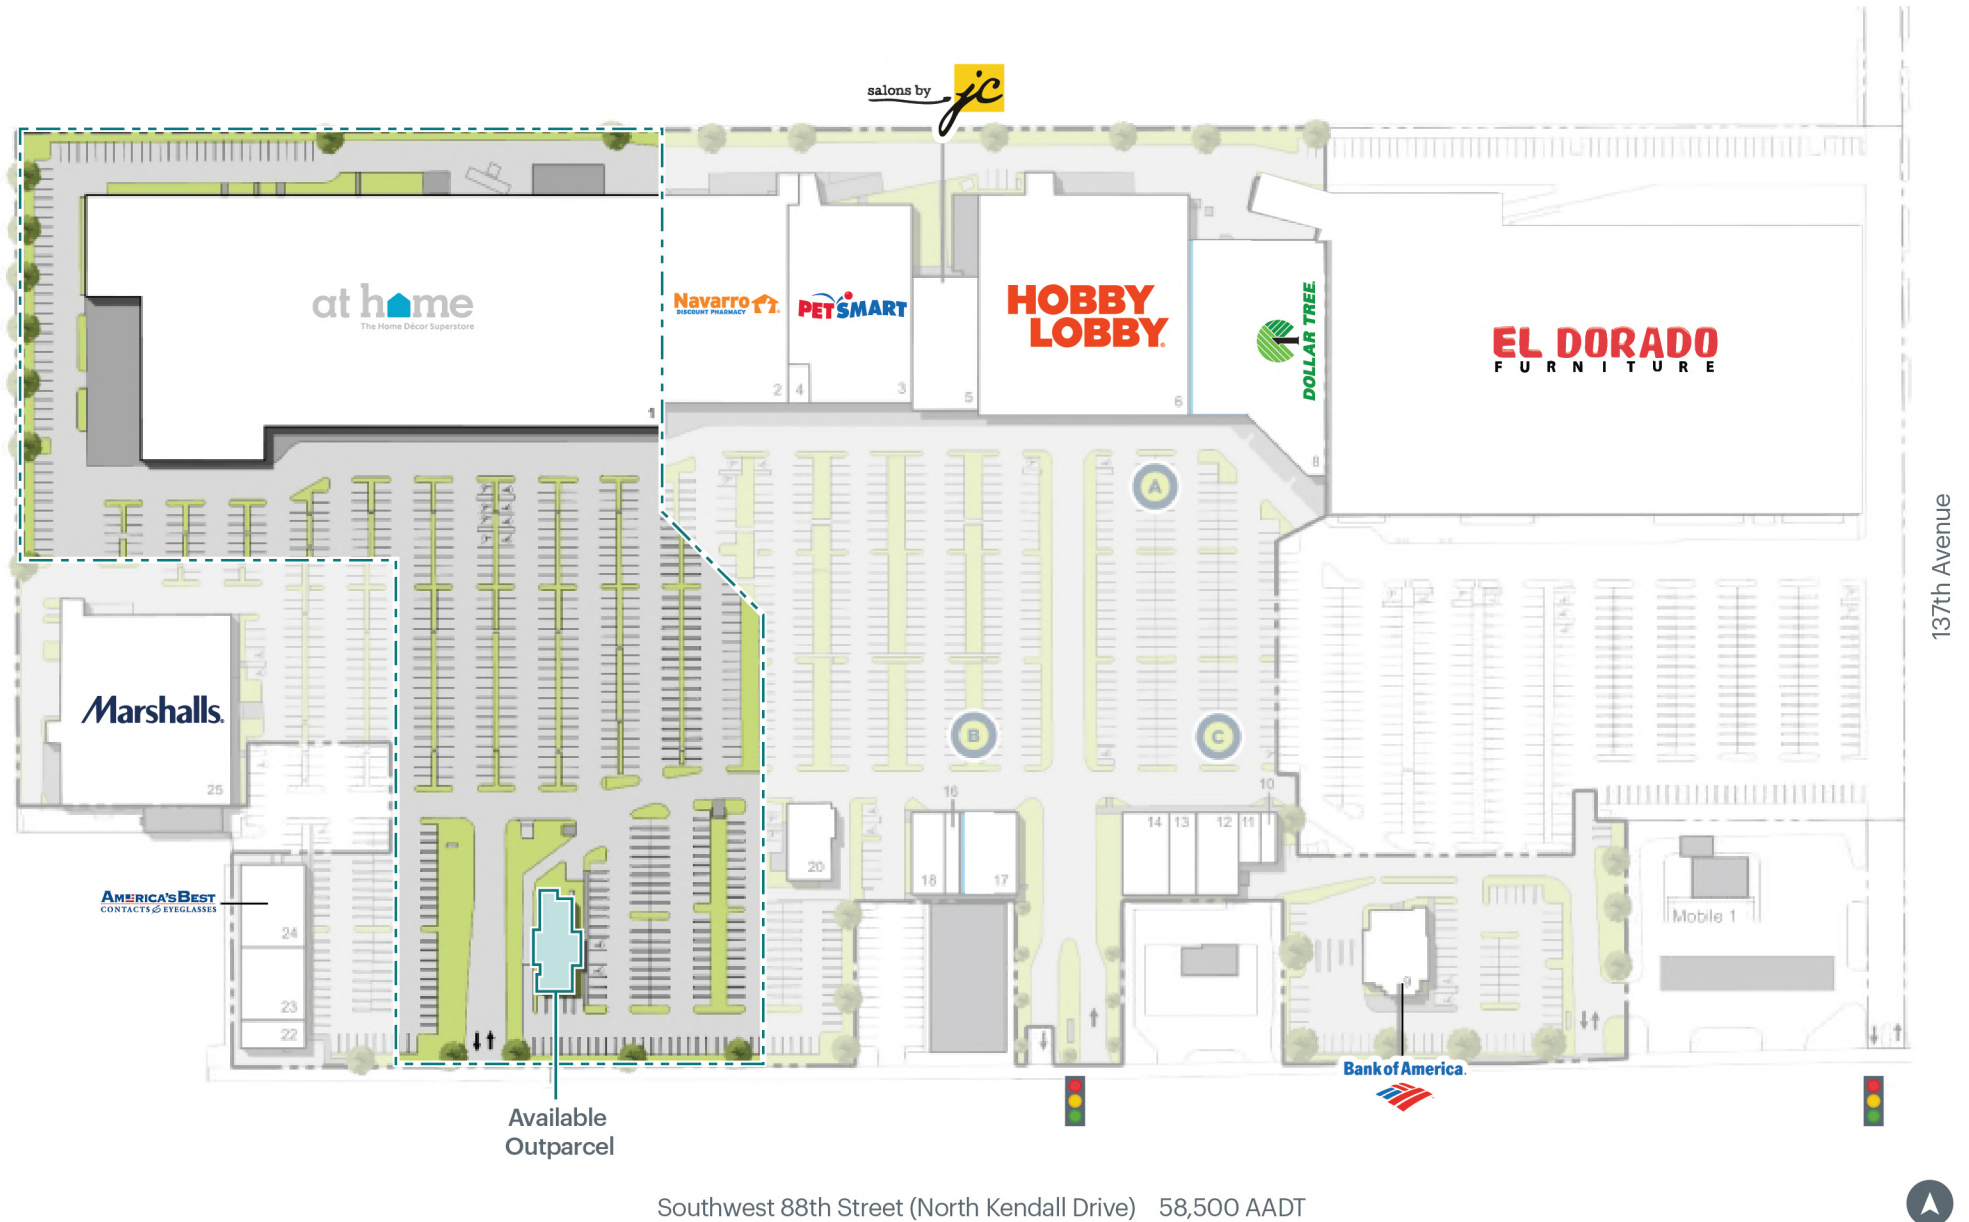 salons by jc
at home
The Home Décor Superstore
Navarro
DISCOUNT PHARMACY
PETSMART
HOBBY
LOBBY
DOLLAR TREE
EL DORADO
FURNITURE
1
2
4
3
5
6
8
A
B
C
137th Avenue
Marshalls
25
16
10
20
18
17
14
13
12
11
Mobile 1
AMERICA'S BEST
CONTACTS & EYEGLASSES
24
23
22
9
Bank of America
Available
Outparcel
Southwest 88th Street (North Kendall Drive) 58,500 AADT